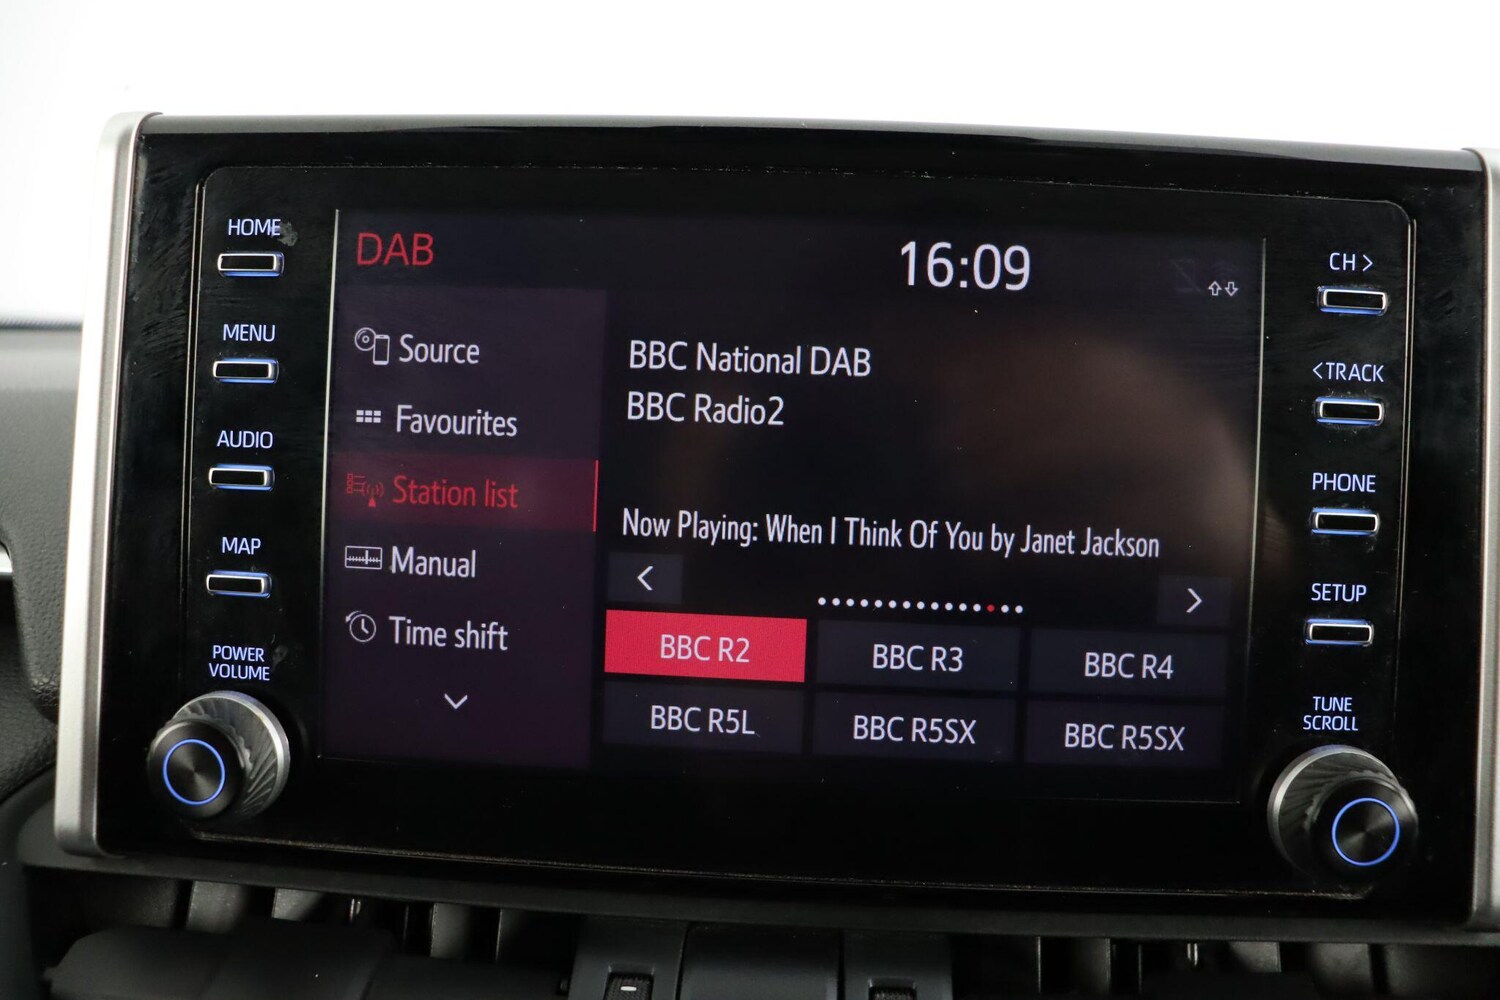 HOME
MENU
AUDIO
MAP
POWER
VOLUME
DAB
16:09
Source
Favourites
Station list
Manual
Time shift
BBC National DAB
BBC Radio2
Now Playing: When I Think Of You by Janet Jackson
<
>
BBC R2 BBC R3 BBC R4
BBC R5L BBC R5SX BBC R5SX
CH >
<TRACK
PHONE
SETUP
TUNE
SCROLL